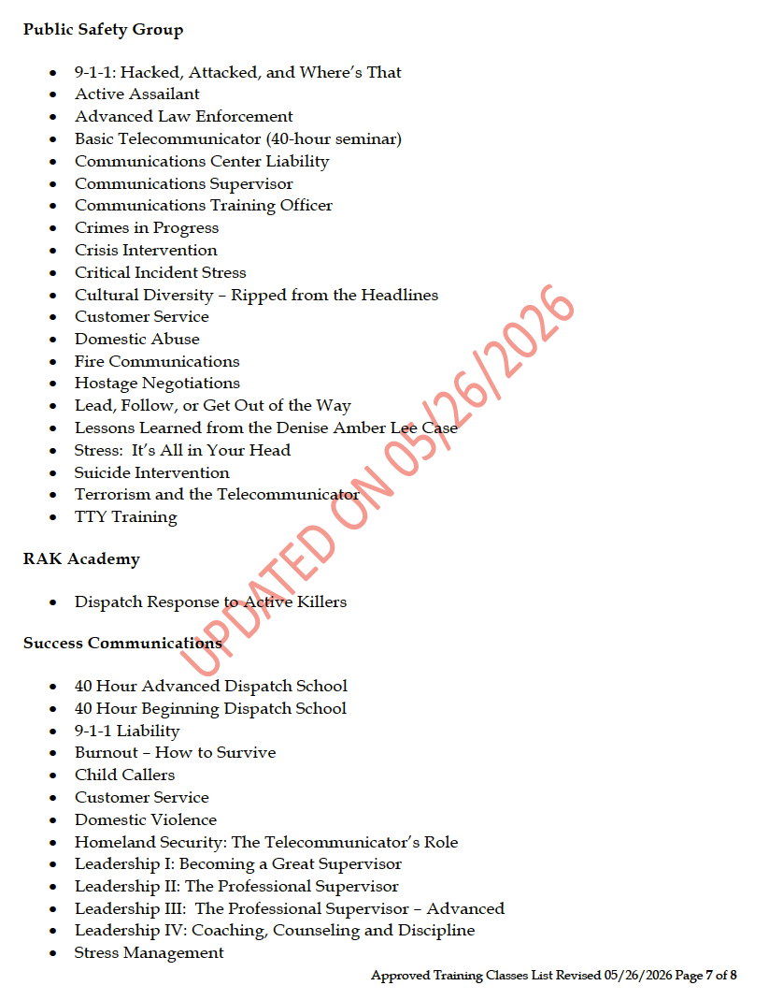 Public Safety Group
• 9-1-1: Hacked, Attacked, and Where’s That
• Active Assailant
• Advanced Law Enforcement
• Basic Telecommunicator (40-hour seminar)
• Communications Center Liability
• Communications Supervisor
• Communications Training Officer
• Crimes in Progress
• Crisis Intervention
• Critical Incident Stress
• Cultural Diversity – Ripped from the Headlines
• Customer Service
• Domestic Abuse
• Fire Communications
• Hostage Negotiations
• Lead, Follow, or Get Out of the Way
• Lessons Learned from the Denise Amber Lee Case
• Stress:  It’s All in Your Head
• Suicide Intervention
• Terrorism and the Telecommunicator
• TTY Training
RAK Academy
• Dispatch Response to Active Killers
Success Communications
• 40 Hour Advanced Dispatch School
• 40 Hour Beginning Dispatch School
• 9-1-1 Liability
• Burnout – How to Survive
• Child Callers
• Customer Service
• Domestic Violence
• Homeland Security: The Telecommunicator’s Role
• Leadership I: Becoming a Great Supervisor
• Leadership II: The Professional Supervisor
• Leadership III:  The Professional Supervisor – Advanced
• Leadership IV: Coaching, Counseling and Discipline
• Stress Management
Approved Training Classes List Revised 05/26/2026 Page 7 of 8
UPDATED ON 05/26/2026